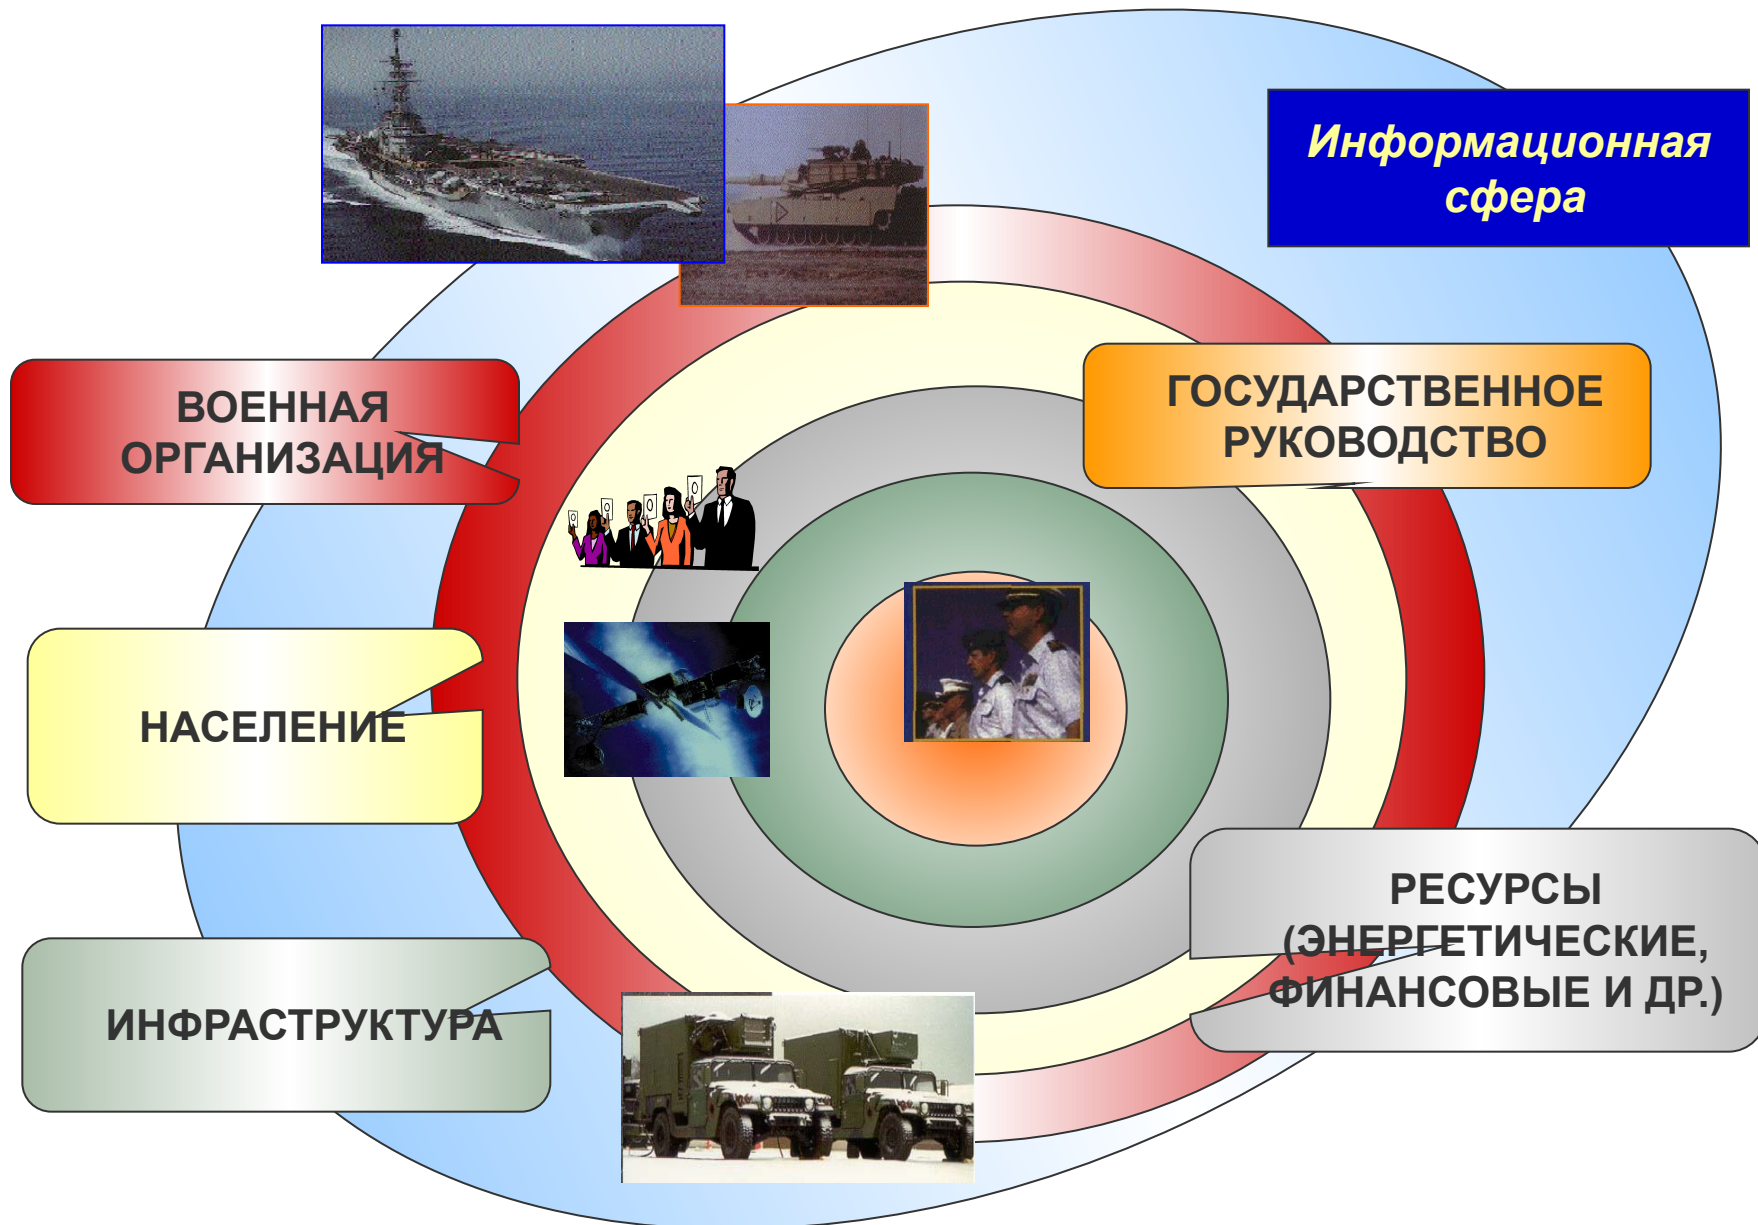 Информационная
сфера
ВОЕННАЯ
ОРГАНИЗАЦИЯ
ГОСУДАРСТВЕННОЕ
РУКОВОДСТВО
НАСЕЛЕНИЕ
РЕСУРСЫ
(ЭНЕРГЕТИЧЕСКИЕ,
ФИНАНСОВЫЕ И ДР.)
ИНФРАСТРУКТУРА